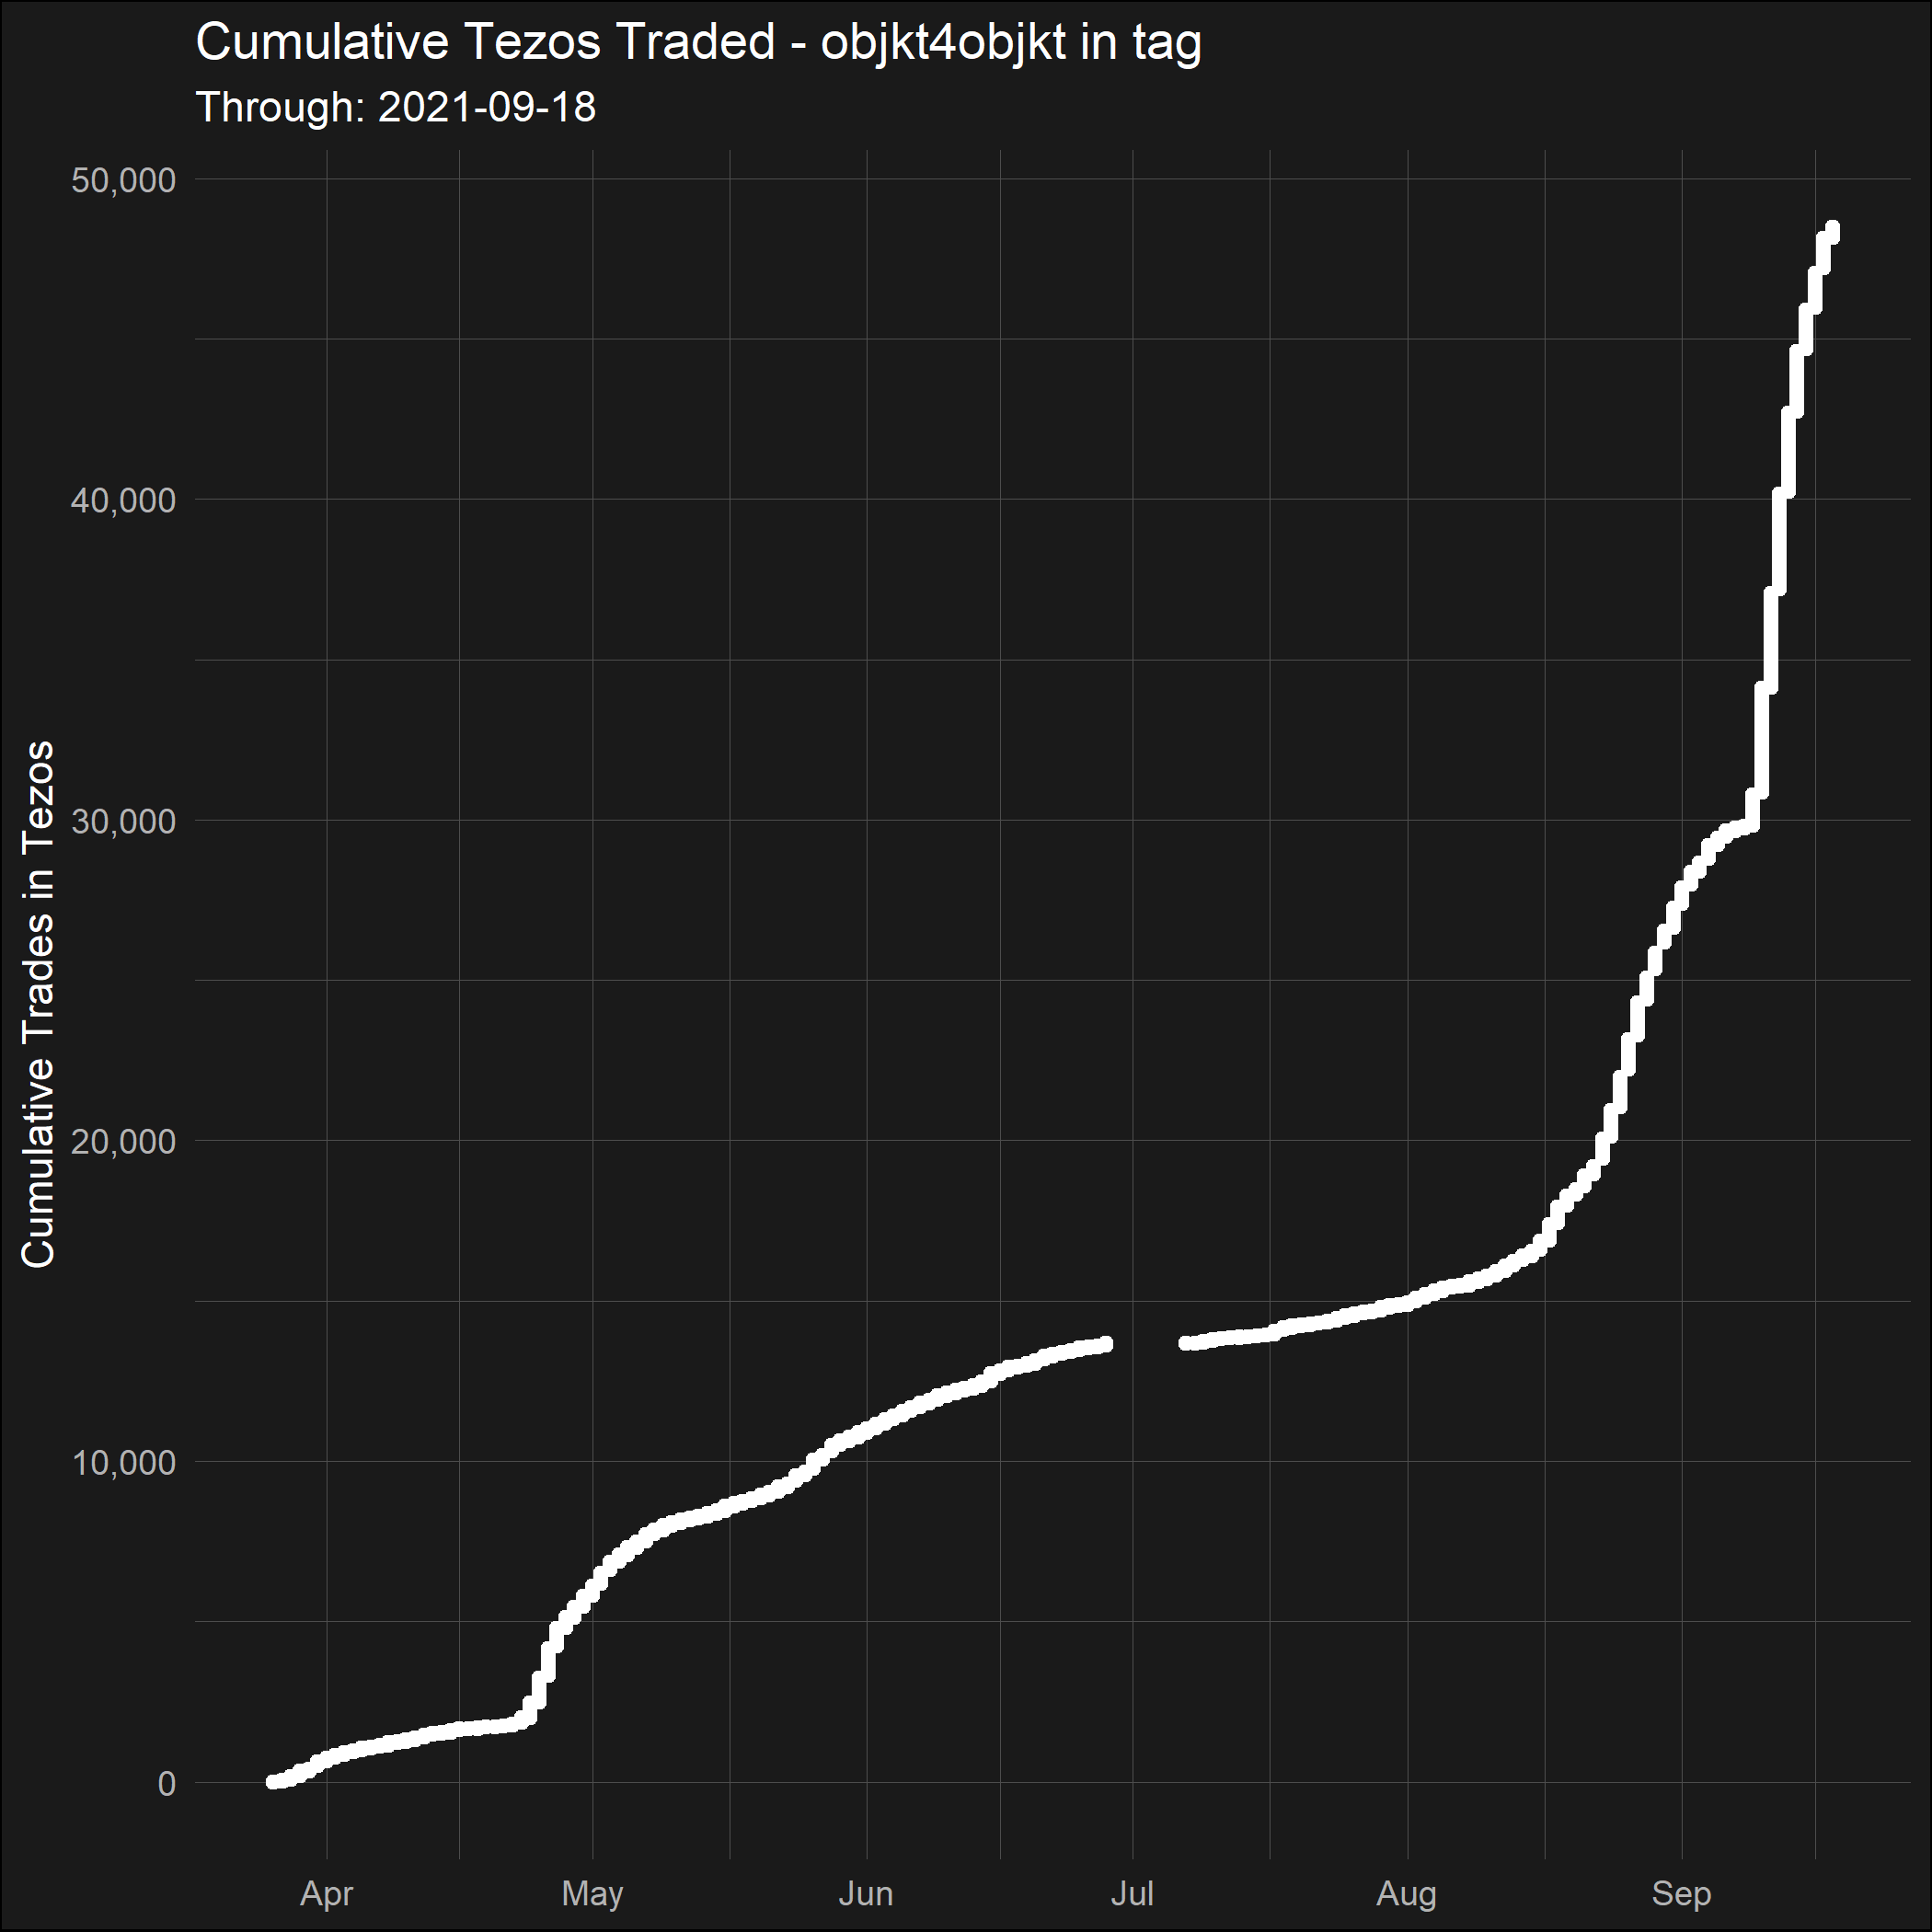 Cumulative Tezos Traded - objkt4objkt in tag
Through: 2021-09-18
Cumulative Trades in Tezos
50,000
40,000
30,000
20,000
10,000
0
Apr May Jun Jul Aug Sep